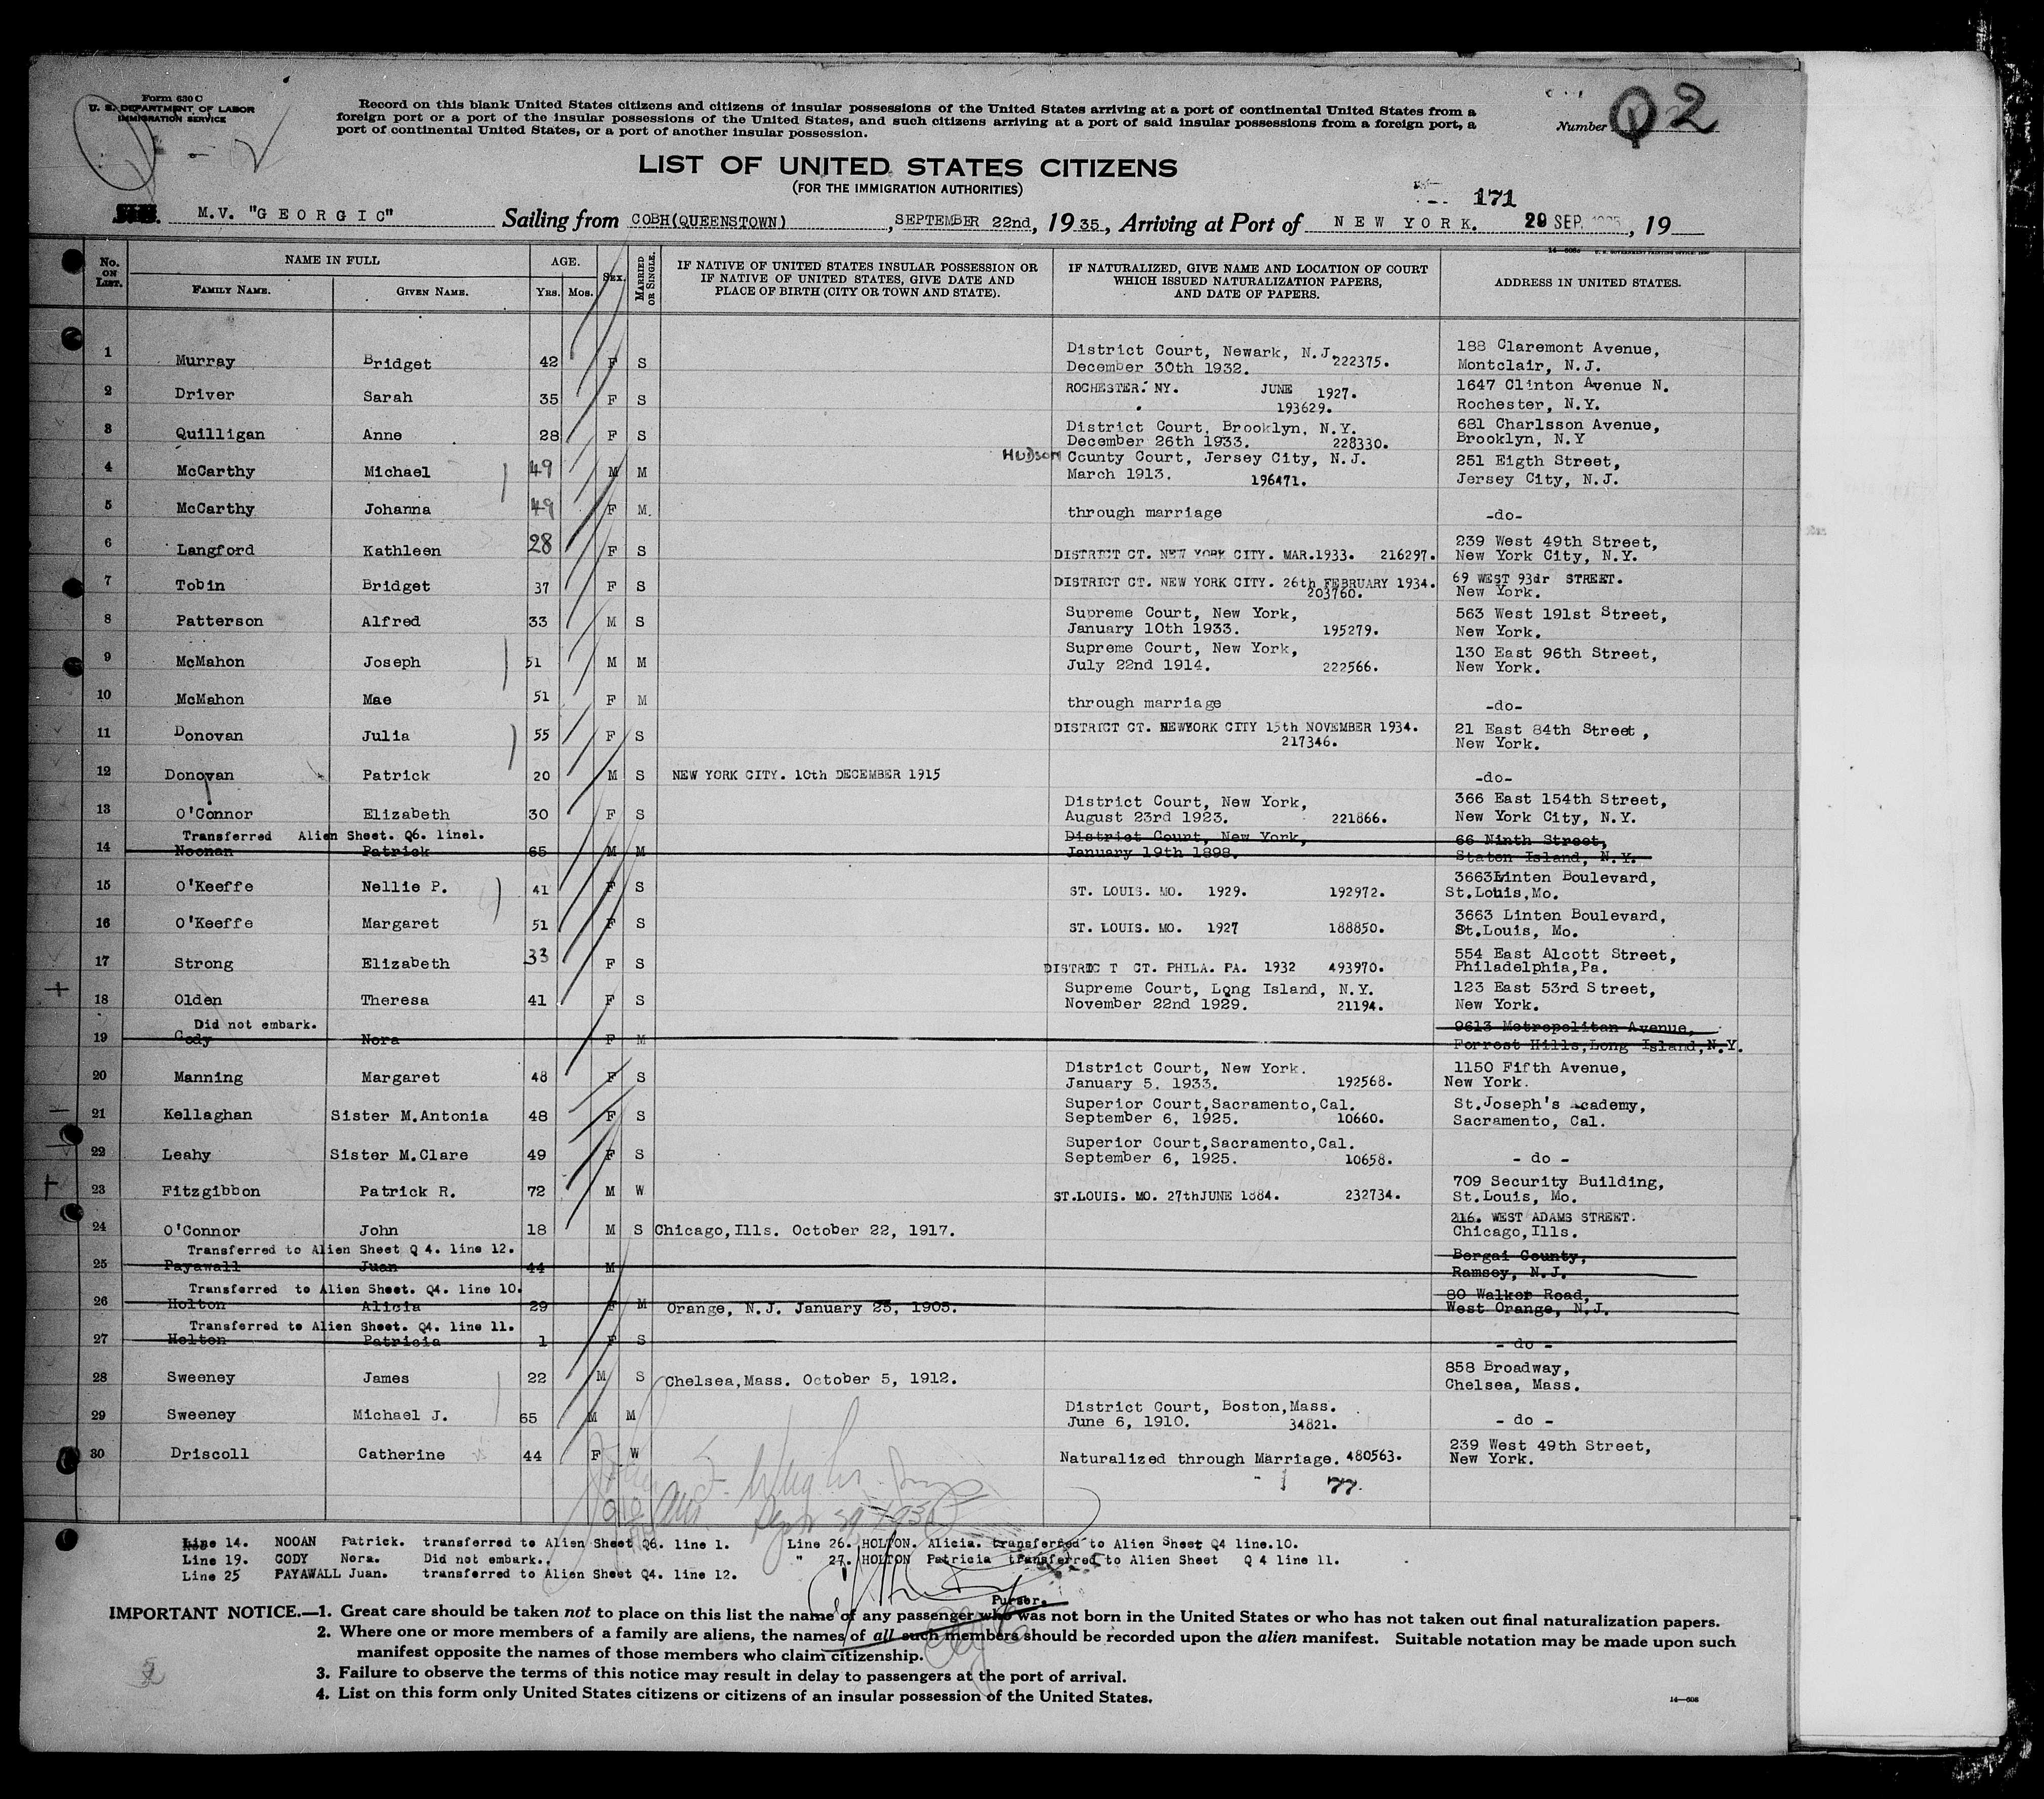 Form 630 C
U. S. DEPARTMENT OF LABOR
IMMIGRATION SERVICE
Record on this blank United States citizens and citizens of insular possessions of the United States arriving at a port of continental United States from a
foreign port or a port of the insular possessions of the United States, and such citizens arriving at a port of said insular possessions from a foreign port, a
port of continental United States, or a port of another insular possession.
Number Q2
LIST OF UNITED STATES CITIZENS
(FOR THE IMMIGRATION AUTHORITIES)
171
M.V. "GEORGIC" Sailing from COBH(QUEENSTOWN), SEPTEMBER 22nd, 1935, Arriving at Port of NEW YORK. 29 SEP. 1935, 19
No. ON LIST. NAME IN FULL FAMILY NAME. GIVEN NAME. AGE. Yrs. Mos. SEX. MARRIED OR SINGLE. IF NATIVE OF UNITED STATES INSULAR POSSESSION OR IF NATIVE OF UNITED STATES, GIVE DATE AND PLACE OF BIRTH (CITY OR TOWN AND STATE). IF NATURALIZED, GIVE NAME AND LOCATION OF COURT WHICH ISSUED NATURALIZATION PAPERS, AND DATE OF PAPERS. ADDRESS IN UNITED STATES.
1 Murray Bridget 42 F S District Court, Newark, N.J. December 30th 1932. 222375. 188 Claremont Avenue, Montclair, N.J.
2 Driver Sarah 35 F S ROCHESTER. NY. JUNE 1927. 193629. 1647 Clinton Avenue N. Rochester, N.Y.
3 Quilligan Anne 28 F S District Court, Brooklyn, N.Y. December 26th 1933. 228330. 681 Charlsson Avenue, Brooklyn, N.Y
4 McCarthy Michael 49 M M HUDSON County Court, Jersey City, N.J. March 1913. 196471. 251 Eigth Street, Jersey City, N.J.
5 McCarthy Johanna 49 F M. through marriage -do-
6 Langford Kathleen 28 F S DISTRICT CT. NEW YORK CITY. MAR.1933. 216297. 239 West 49th Street, New York City, N.Y.
7 Tobin Bridget 37 F S DISTRICT CT. NEW YORK CITY. 26th FEBRUARY 1934. 203760. 69 WEST 93dr STREET. New York.
8 Patterson Alfred 33 M S Supreme Court, New York, January 10th 1933. 195279. 563 West 191st Street, New York.
9 McMahon Joseph 51 M M Supreme Court, New York, July 22nd 1914. 222566. 130 East 96th Street, New York.
10 McMahon Mae 51 F M through marriage -do-
11 Donovan Julia 55 F S DISTRICT CT. NEWYORK CITY 15th NOVEMBER 1934. 217346. 21 East 84th Street, New York.
12 Donovan Patrick 20 M S NEW YORK CITY. 10th DECEMBER 1915 -do-
13 O'Connor Elizabeth 30 F S District Court, New York, August 23rd 1923. 221866. 366 East 154th Street, New York City, N.Y.
Transferred Alien Sheet. Q6. line1.
14 Noonan Patrick 65 M M District Court, New York, January 19th 1898. 66 Ninth Street, Staten Island, N.Y.
15 O'Keeffe Nellie P. 41 F S ST. LOUIS. MO. 1929. 192972. 3663 Linten Boulevard, St.Louis,Mo.
16 O'Keeffe Margaret 51 F S ST. LOUIS. MO. 1927 188850. 3663 Linten Boulevard, St.Louis, Mo.
17 Strong Elizabeth 33 F S DISTRICT CT. PHILA. PA. 1932 493970. 554 East Alcott Street, Philadelphia,Pa.
18 Olden Theresa 41 F S Supreme Court, Long Island, N.Y. November 22nd 1929. 21194. 123 East 53rd Street, New York.
Did not embark.
19 Cody Nora F M 9613 Metropolitan Avenue, Forrest Hills,Long Island,N.Y.
20 Manning Margaret 48 F S District Court, New York. January 5. 1933. 192568. 1150 Fifth Avenue, New York.
21 Kellaghan Sister M.Antonia 48 F S Superior Court,Sacramento,Cal. September 6, 1925. 10660. St.Joseph's Academy, Sacramento, Cal.
22 Leahy Sister M.Clare 49 F S Superior Court,Sacramento,Cal. September 6, 1925. 10658. - do -
23 Fitzgibbon Patrick R. 72 M W ST.LOUIS. MO. 27thJUNE 1884. 232734. 709 Security Building, St.Louis, Mo.
24 O'Connor John 18 M S Chicago,Ills. October 22, 1917. 216. WEST ADAMS STREET. Chicago,Ills.
Transferred to Alien Sheet Q 4. line 12.
25 Payawall Juan 44 M Bergai County, Ramsey, N.J.
Transferred to Alien Sheet. Q4. line 10.
26 Holton Alicia 29 F M Orange, N.J. January 25, 1905. 80 Walker Road, West Orange, N.J.
Transferred to Alien Sheet. Q4. line 11.
27 Holton Patricia 1 F S - do -
28 Sweeney James 22 M S Chelsea,Mass. October 5, 1912. 858 Broadway, Chelsea, Mass.
29 Sweeney Michael J. 65 M M District Court, Boston,Mass. June 6, 1910. 34821. - do -
30 Driscoll Catherine 44 F W Naturalized through Marriage. 480563. 239 West 49th Street, New York.
77.
Line 14. NOOAN Patrick. transferred to Alien Sheet Q6. line 1. Line 26. HOLTON. Alicia. transferred to Alien Sheet Q4 line.10.
Line 19. CODY Nora. Did not embark. " 27. HOLTON Patricia transferred to Alien Sheet Q 4 line 11.
Line 25 PAYAWALL Juan. transferred to Alien Sheet Q4. line 12.
Purser.
IMPORTANT NOTICE.—1. Great care should be taken not to place on this list the name of any passenger who was not born in the United States or who has not taken out final naturalization papers.
2. Where one or more members of a family are aliens, the names of all such members should be recorded upon the alien manifest. Suitable notation may be made upon such
manifest opposite the names of those members who claim citizenship.
3. Failure to observe the terms of this notice may result in delay to passengers at the port of arrival.
4. List on this form only United States citizens or citizens of an insular possession of the United States.
14—608